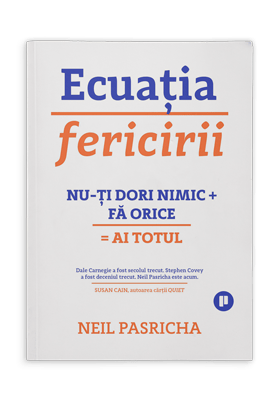 Ecuația
fericirii
NU-ȚI DORI NIMIC +
FĂ ORICE
= AI TOTUL
Dale Carnegie a fost secolul trecut. Stephen Covey
a fost deceniul trecut. Neil Pasricha este acum.
SUSAN CAIN, autoarea cărții QUIET
P
NEIL PASRICHA